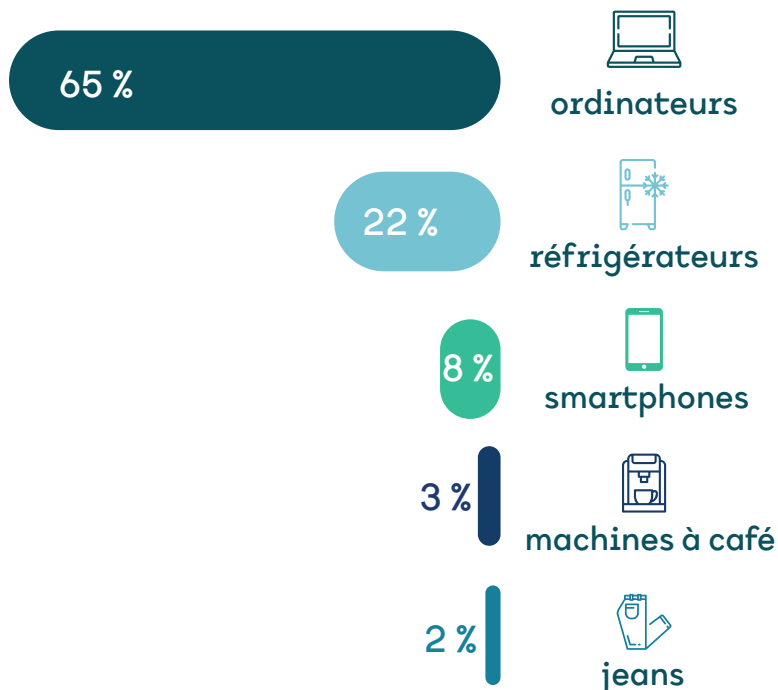 65 %
ordinateurs
22 %
réfrigérateurs
8 %
smartphones
3 %
machines à café
2 %
jeans